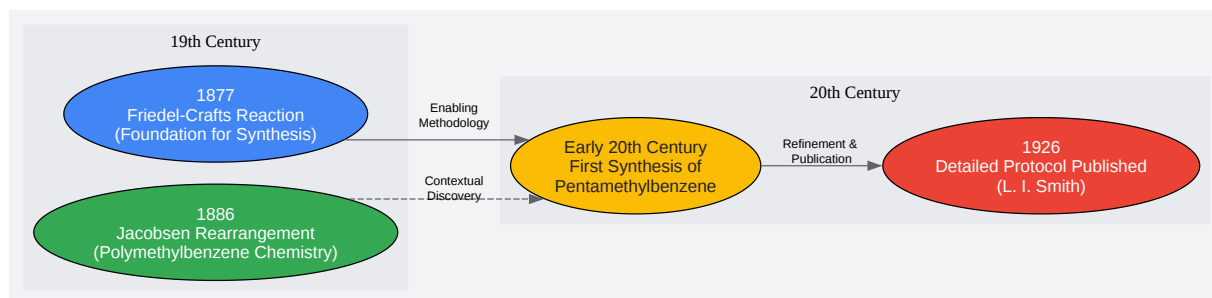 19th Century
1877
Friedel-Crafts Reaction
(Foundation for Synthesis)
1886
Jacobsen Rearrangement
(Polymethylbenzene Chemistry)
Enabling
Methodology
Contextual
Discovery
20th Century
Early 20th Century
First Synthesis of
Pentamethylbenzene
Refinement &
Publication
1926
Detailed Protocol Published
(L. I. Smith)